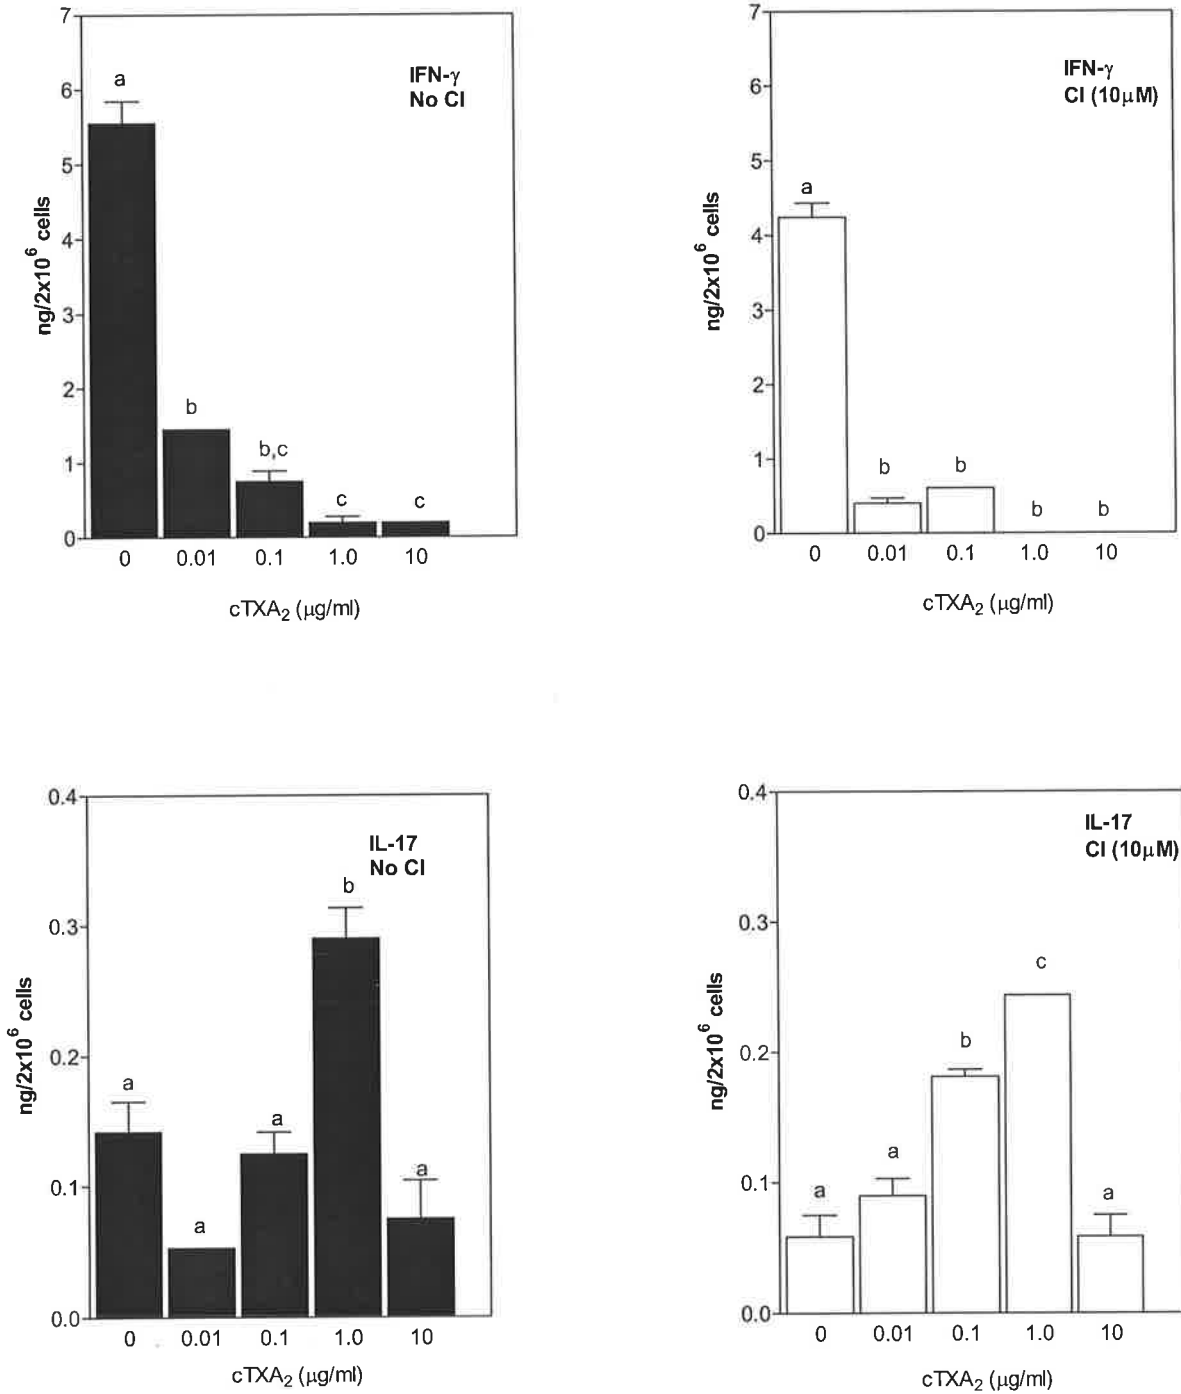 IFN-γ
No CI
ng/2x10⁶ cells
7
6
5
4
3
2
1
0
a
b
b,c
c
c
0 0.01 0.1 1.0 10
cTXA₂ (μg/ml)
IFN-γ
CI (10μM)
ng/2x10⁶ cells
7
6
5
4
3
2
1
0
a
b
b
b
b
0 0.01 0.1 1.0 10
cTXA₂ (μg/ml)
IL-17
No CI
ng/2x10⁶ cells
0.4
0.3
0.2
0.1
0.0
a
a
a
b
a
0 0.01 0.1 1.0 10
cTXA₂ (μg/ml)
IL-17
CI (10μM)
ng/2x10⁶ cells
0.4
0.3
0.2
0.1
0.0
a
a
b
c
a
0 0.01 0.1 1.0 10
cTXA₂ (μg/ml)